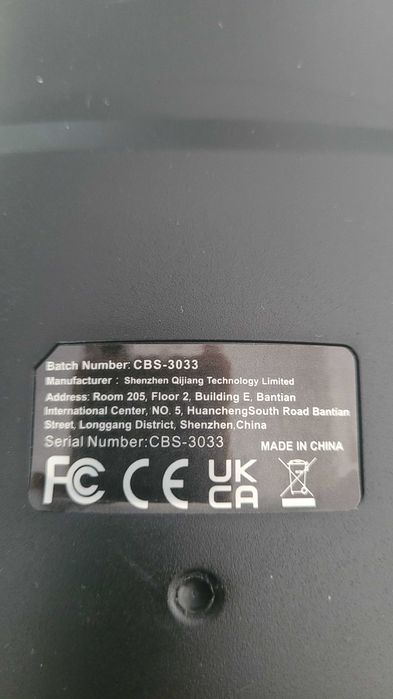 Batch Number: CBS-3033
Manufacturer : Shenzhen Qijiang Technology Limited
Address: Room 205, Floor 2, Building E, Bantian
International Center, NO. 5, HuanchengSouth Road Bantian
Street, Longgang District, Shenzhen,China
Serial Number:CBS-3033
MADE IN CHINA
FC CE UK
CA